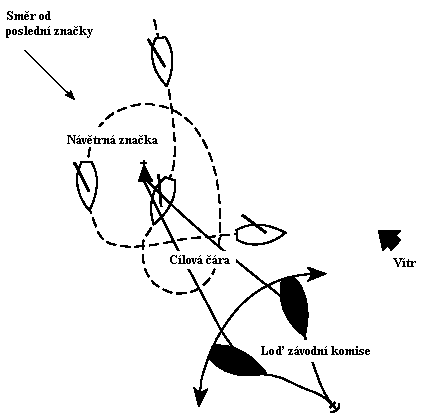 Směr od
poslední značky
Návětrná značka
Cílová čára
Vítr
Loď závodní komise